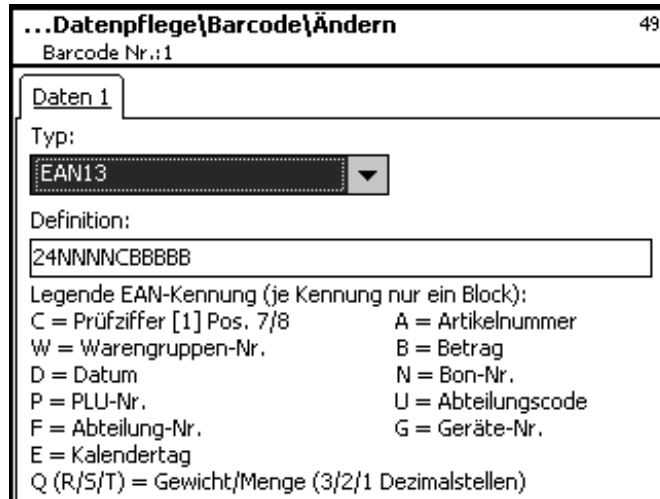 ...Datenpflege\Barcode\Ändern 49
Barcode Nr.:1
Daten 1
Typ:
EAN13
Definition:
24NNNNCBBBBB
Legende EAN-Kennung (je Kennung nur ein Block):
C = Prüfziffer [1] Pos. 7/8 A = Artikelnummer
W = Warengruppen-Nr. B = Betrag
D = Datum N = Bon-Nr.
P = PLU-Nr. U = Abteilungscode
F = Abteilung-Nr. G = Geräte-Nr.
E = Kalendertag
Q (R/S/T) = Gewicht/Menge (3/2/1 Dezimalstellen)